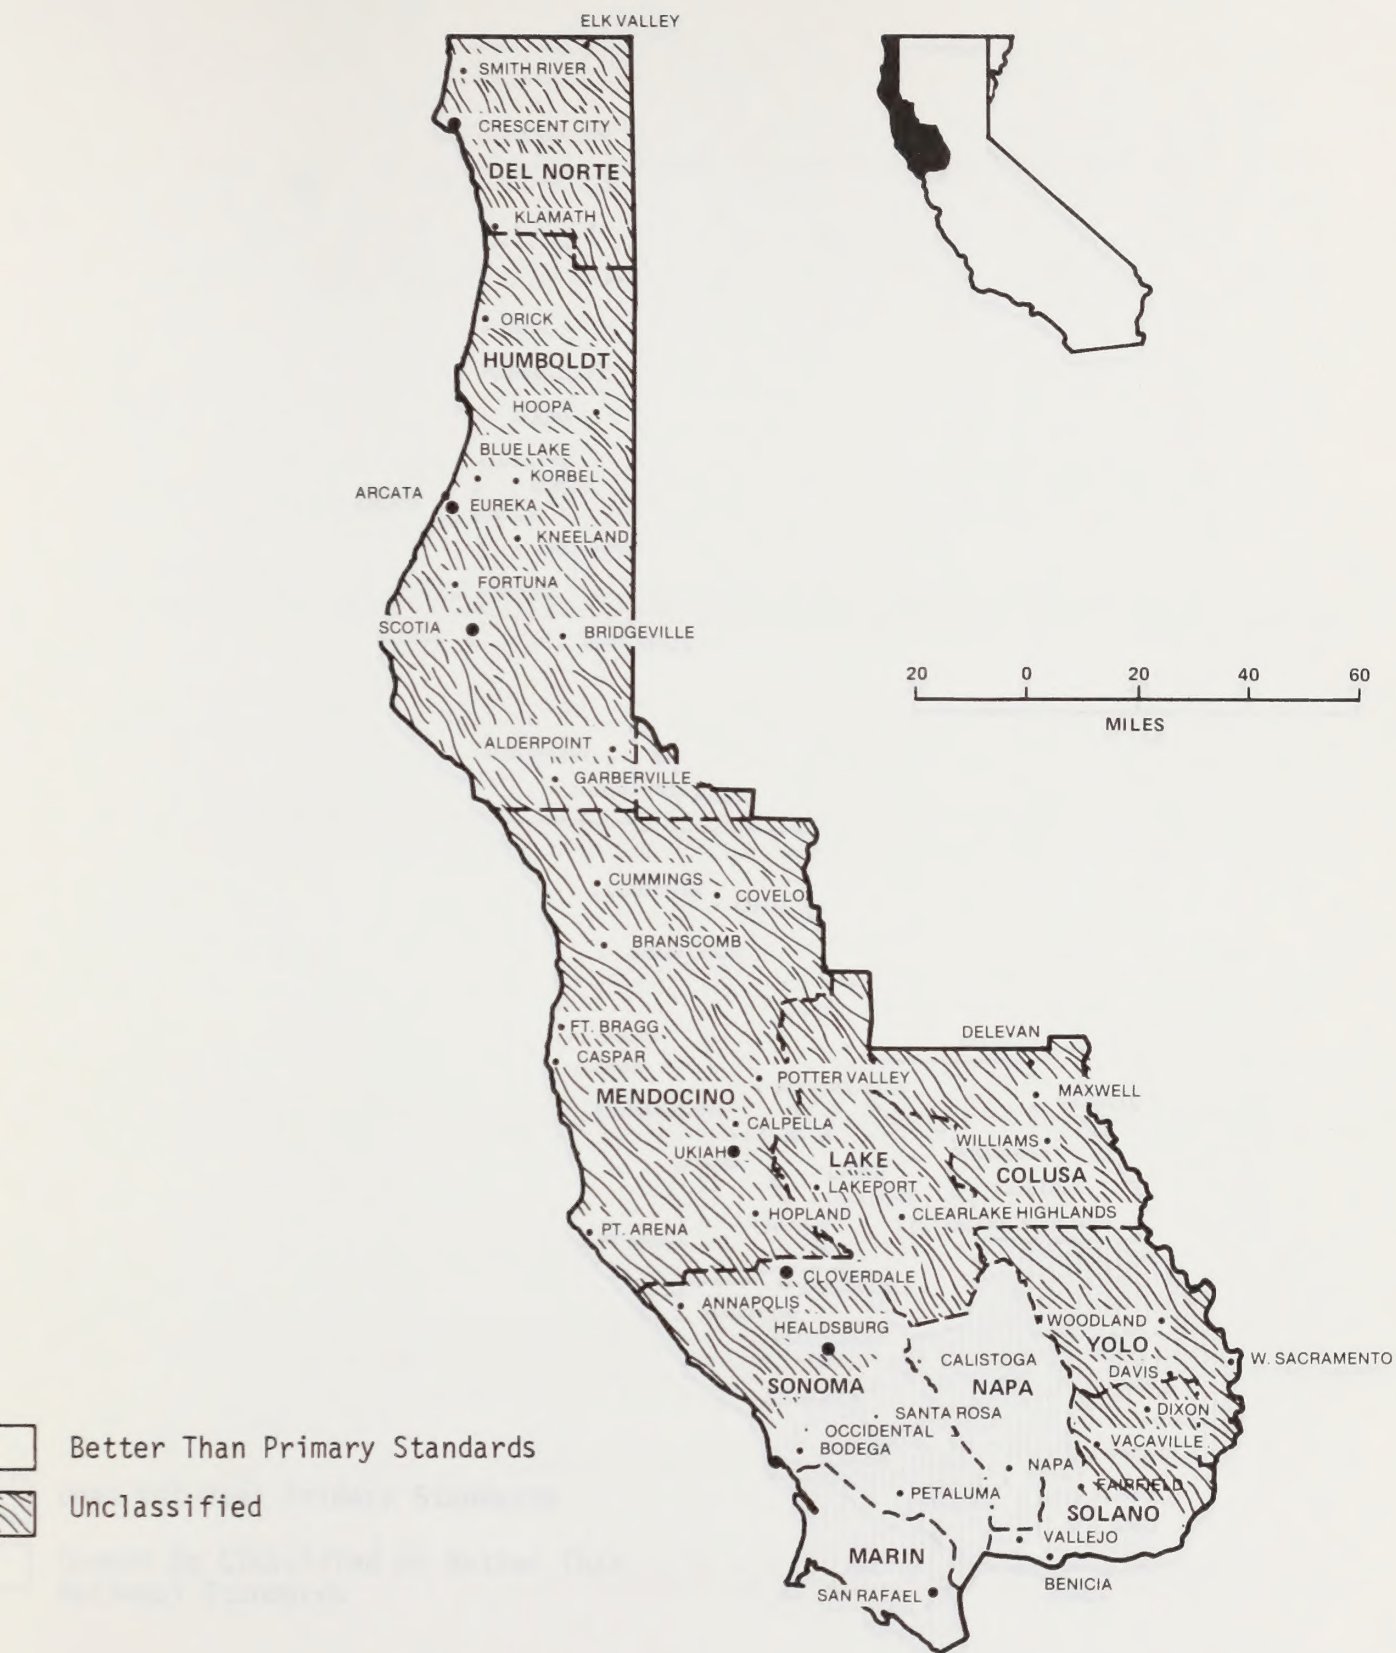 ELK VALLEY
SMITH RIVER
CRESCENT CITY
DEL NORTE
KLAMATH
ORICK
HUMBOLDT
HOOPA
BLUE LAKE
KORBEL
ARCATA
EUREKA
KNEELAND
FORTUNA
SCOTIA
BRIDGEVILLE
20 0 20 40 60
MILES
ALDERPOINT
GARBERVILLE
CUMMINGS
COVELO
BRANSCOMB
FT. BRAGG
DELEVAN
CASPAR
POTTER VALLEY
MAXWELL
MENDOCINO
CALPELLA
WILLIAMS
UKIAH
LAKE
COLUSA
LAKEPORT
HOPLAND
CLEARLAKE HIGHLANDS
PT. ARENA
CLOVERDALE
ANNAPOLIS
HEALDSBURG
WOODLAND
YOLO
CALISTOGA
W. SACRAMENTO
DAVIS
SONOMA
NAPA
SANTA ROSA
DIXON
OCCIDENTAL
BODEGA
VACAVILLE
NAPA
FAIRFIELD
PETALUMA
SOLANO
VALLEJO
MARIN
BENICIA
SAN RAFAEL
Better Than Primary Standards
Unclassified